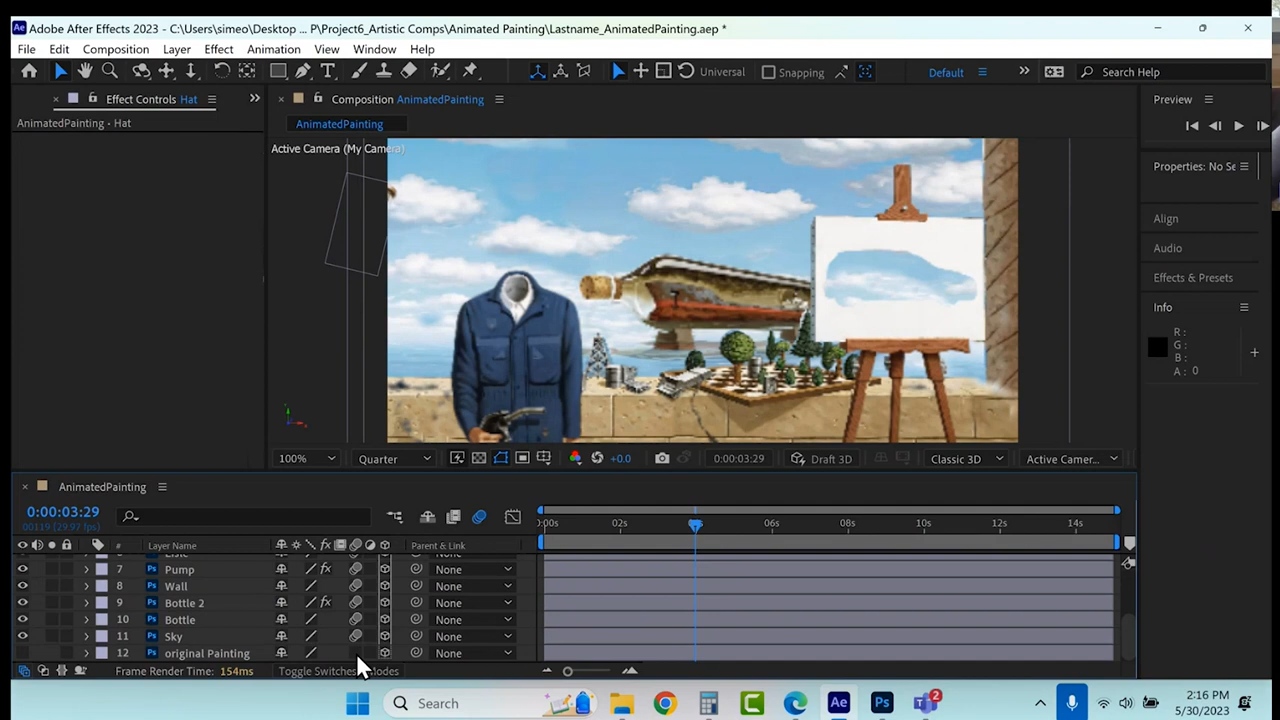 Adobe After Effects 2023 - C:\Users\simeo\Desktop ... P\Project6_Artistic Comps\Animated Painting\Lastname_AnimatedPainting.aep *
File Edit Composition Layer Effect Animation View Window Help
Universal Snapping Default Search Help
Effect Controls Hat Composition AnimatedPainting Preview
AnimatedPainting - Hat AnimatedPainting
Active Camera (My Camera)
Properties: No Se
Align
Audio
Effects & Presets
Info
R :
G :
B :
A : 0
100% Quarter +0.0 0:00:03:29 Draft 3D Classic 3D Active Camer...
AnimatedPainting
0:00:03:29
00119 (29.97 fps)
:00s 02s 06s 08s 10s 12s 14s
# Layer Name Parent & Link
7 Pump None
8 Wall None
9 Bottle 2 None
10 Bottle None
11 Sky None
12 original Painting None
Frame Render Time: 154ms Toggle Switches Modes
Search
2
2:16 PM
5/30/2023